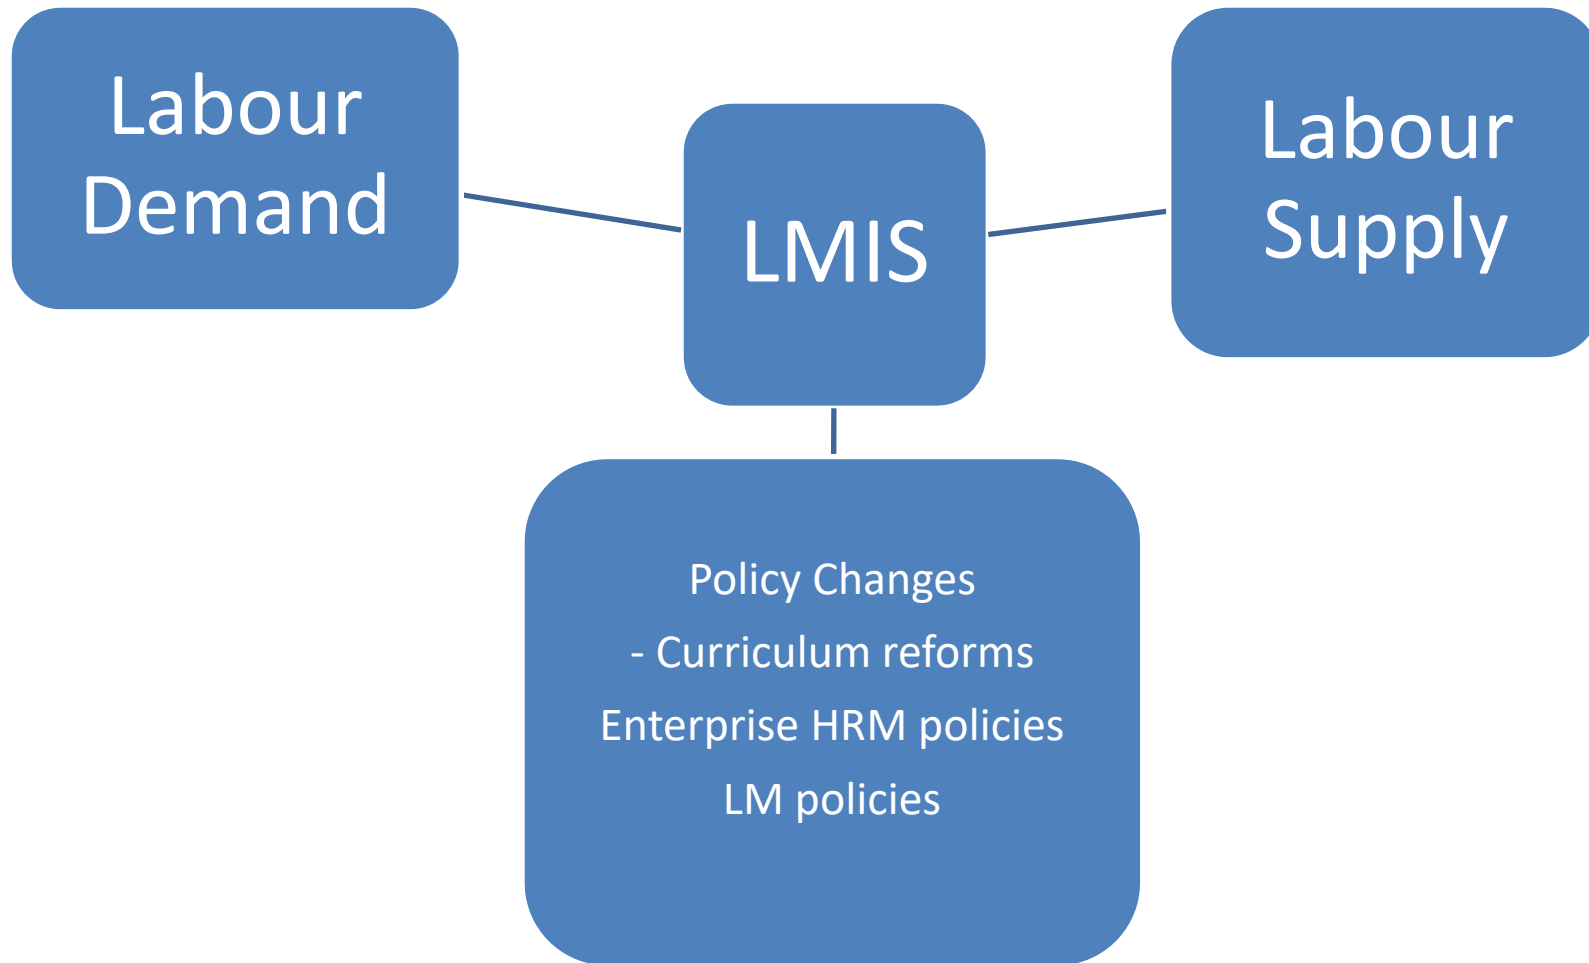 Labour
Demand
LMIS
Labour
Supply
Policy Changes
- Curriculum reforms
Enterprise HRM policies
LM policies